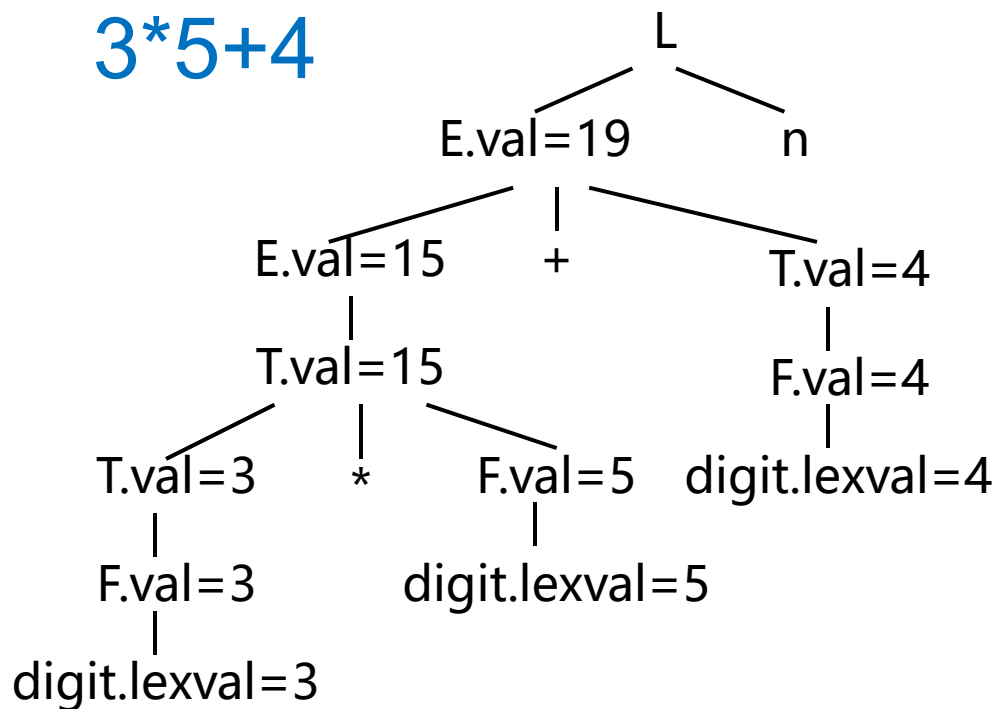 3*5+4
L
E.val=19 n
E.val=15 + T.val=4
T.val=15 F.val=4
T.val=3 * F.val=5 digit.lexval=4
F.val=3 digit.lexval=5
digit.lexval=3